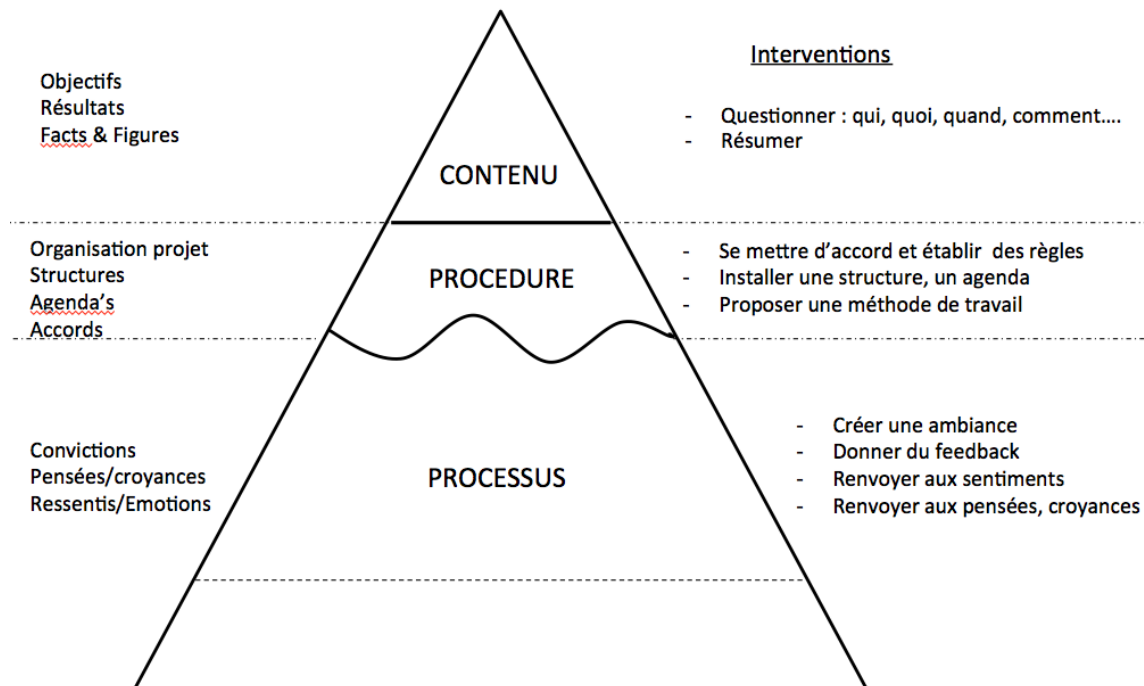 Interventions
Objectifs
Résultats
Facts & Figures
- Questionner : qui, quoi, quand, comment....
- Résumer
CONTENU
Organisation projet
Structures
Agenda's
Accords
PROCEDURE
- Se mettre d'accord et établir des règles
- Installer une structure, un agenda
- Proposer une méthode de travail
Convictions
Pensées/croyances
Ressentis/Emotions
PROCESSUS
- Créer une ambiance
- Donner du feedback
- Renvoyer aux sentiments
- Renvoyer aux pensées, croyances